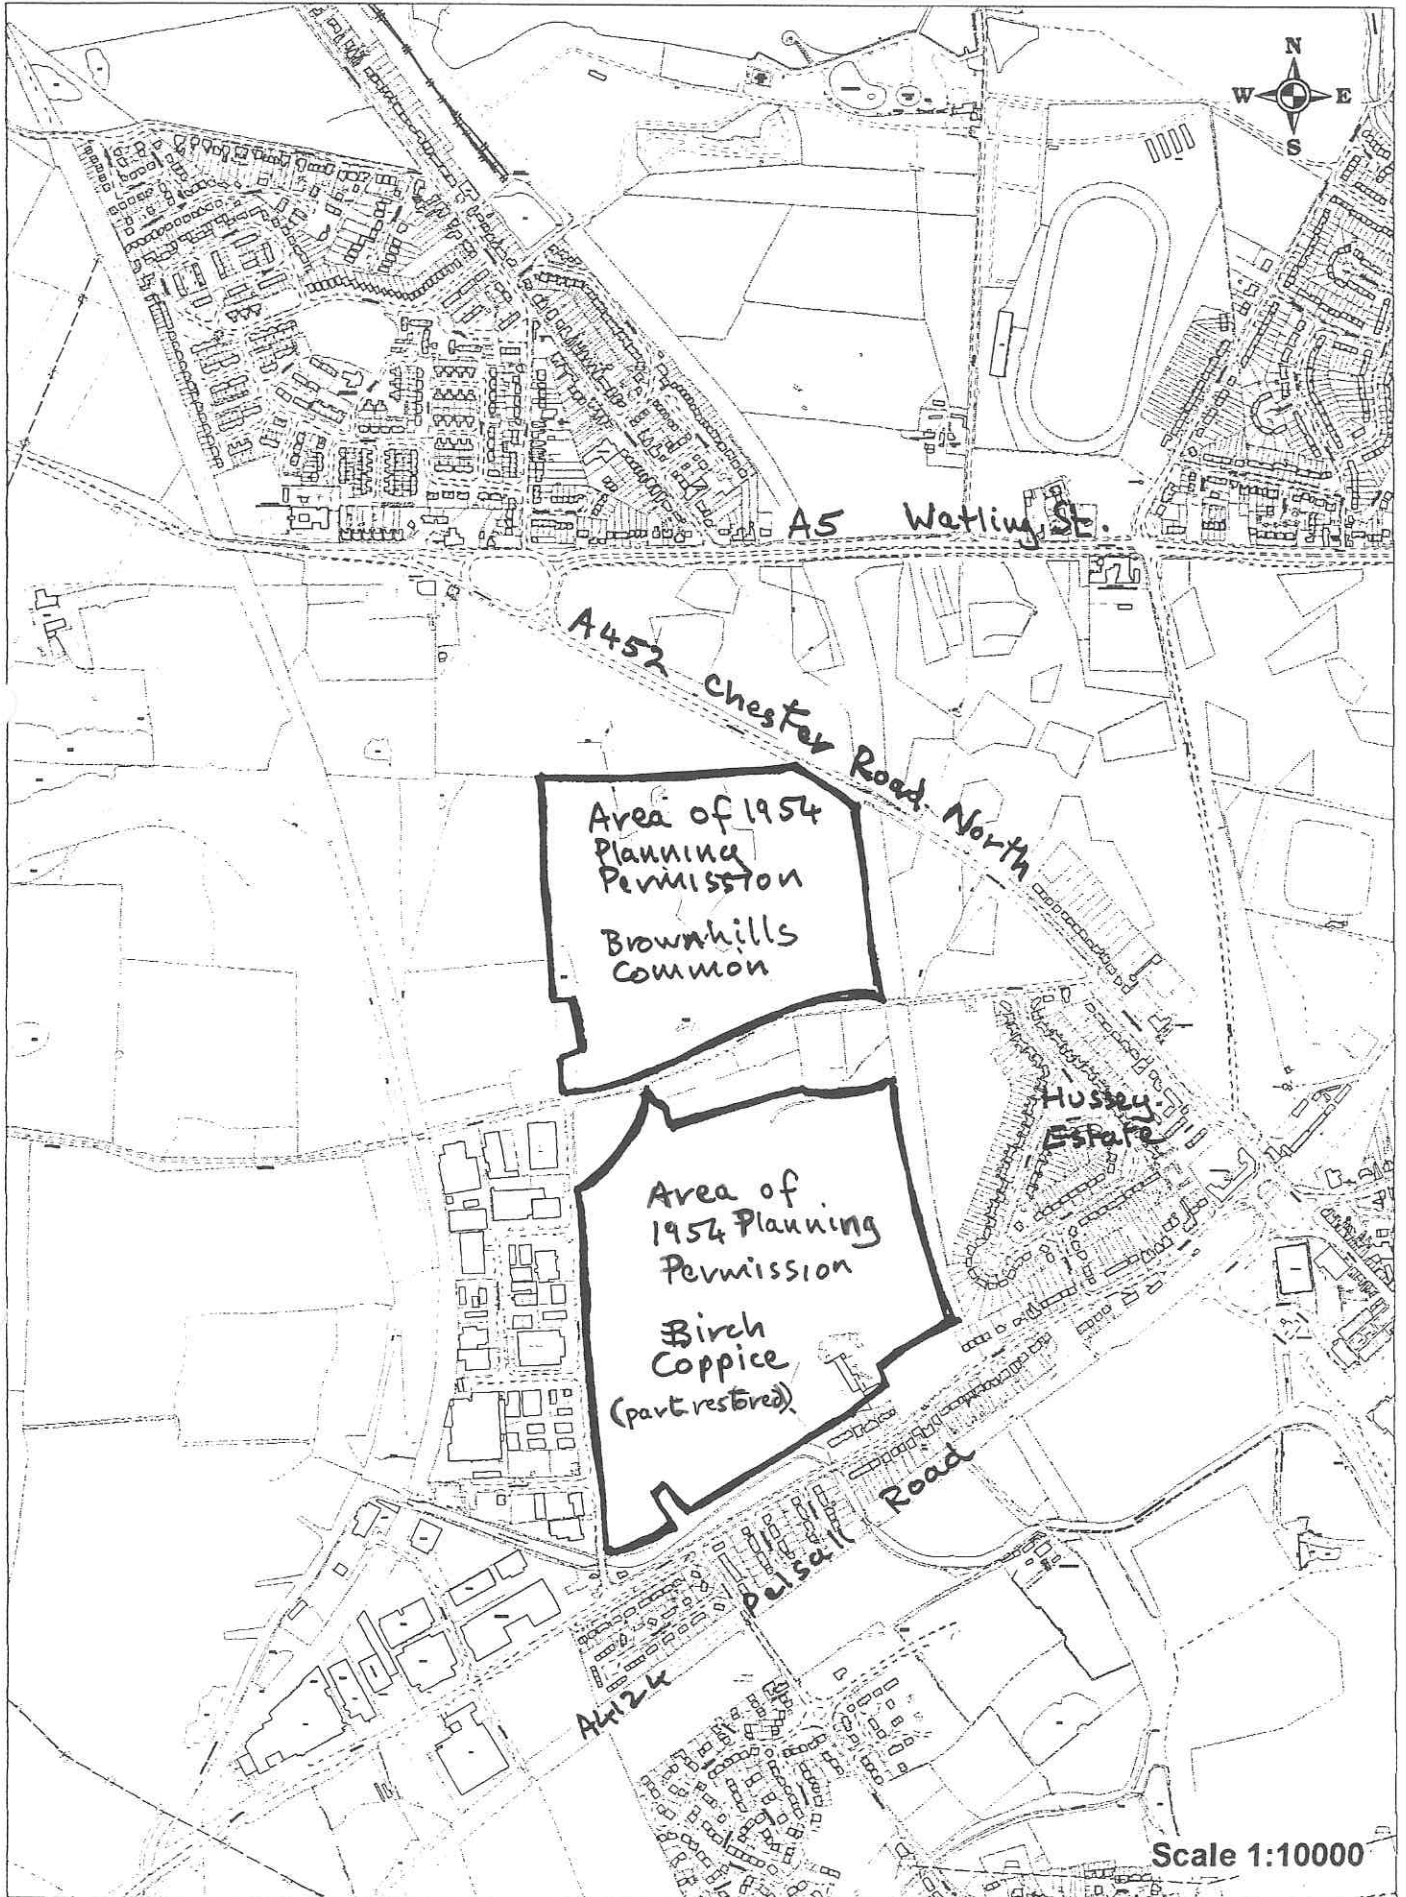 N
W E
S
A5 Watling St.
A452 Chester Road North
Area of 1954
Planning
Permission
Brownhills
Common
Hussey
Estate
Area of
1954 Planning
Permission
Birch
Coppice
(part restored)
A4124 Pelsall Road
Scale 1:10000